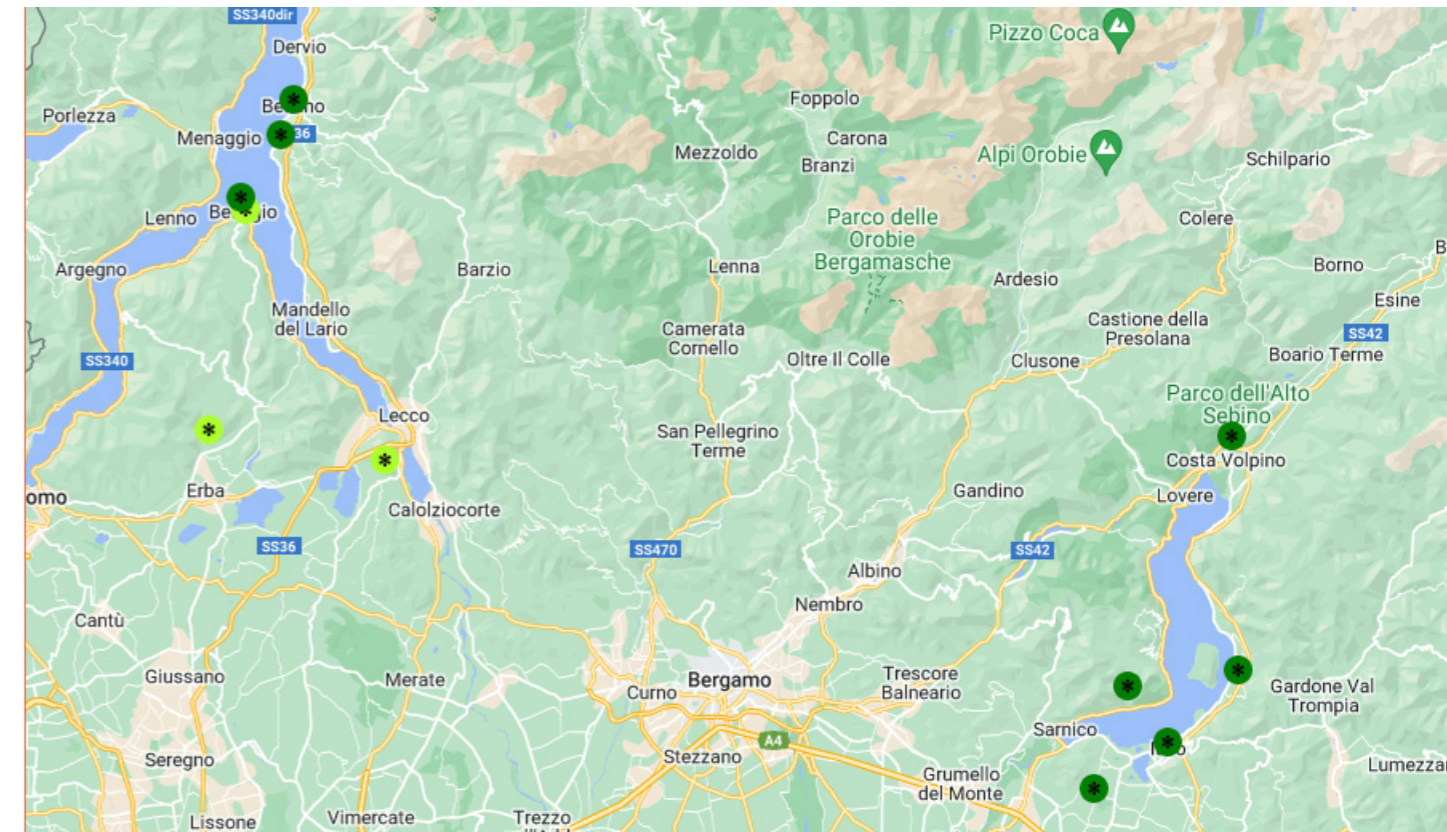 SS340dir
Pizzo Coca
Dervio
Foppolo
Porlezza
Menaggio
36
Carona
Mezzoldo
Branzi
Alpi Orobie
Schilpario
Lenno
Parco delle
Orobie
Bergamasche
Colere
Argegno
Barzio
Lenna
Ardesio
Borno
Esine
Mandello
del Lario
Camerata
Cornello
Castione della
Presolana
SS42
SS340
Oltre Il Colle
Clusone
Boario Terme
Parco dell'Alto
Sebino
Lecco
San Pellegrino
Terme
Costa Volpino
omo
Erba
Gandino
Lovere
Calolziocorte
SS36
SS470
SS42
Albino
Nembro
Cantù
Giussano
Merate
Bergamo
Curno
Trescore
Balneario
Gardone Val
Trompia
Sarnico
A4
Seregno
Stezzano
Grumello
del Monte
Lumezza
Lissone
Vimercate
Trezzo